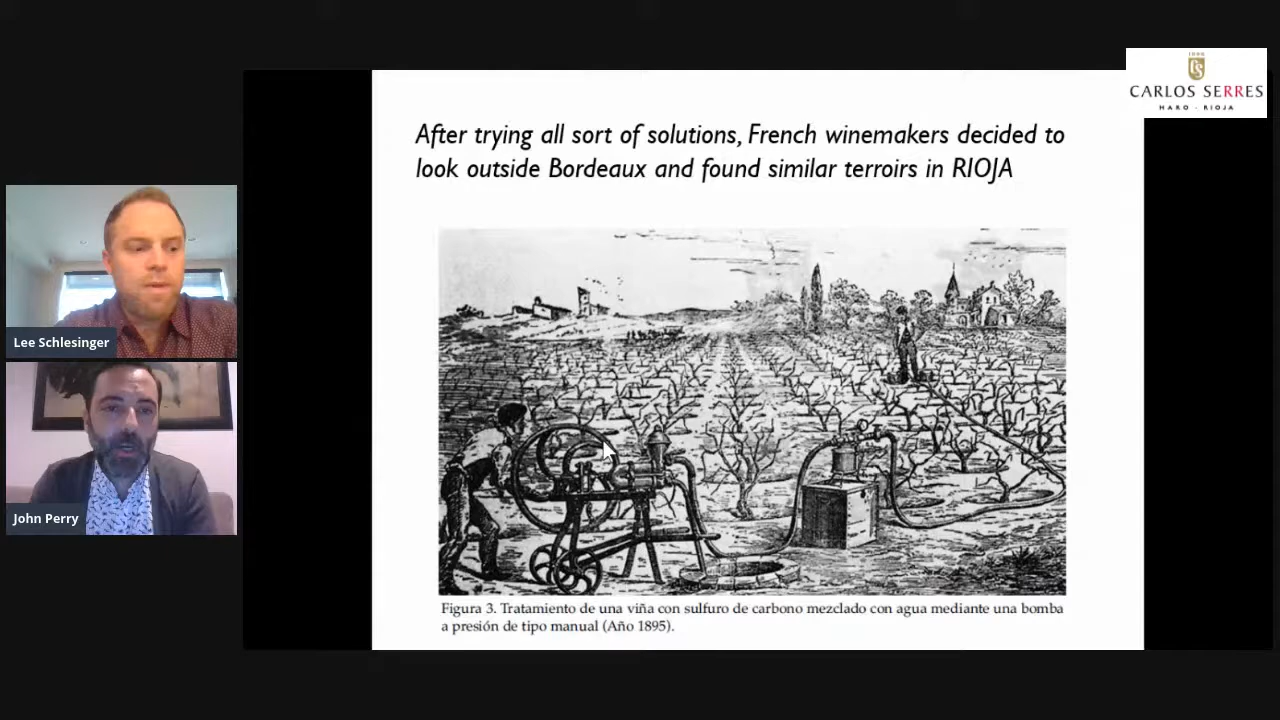 1896
CS
CARLOS SERRES
HARO - RIOJA
After trying all sort of solutions, French winemakers decided to
look outside Bordeaux and found similar terroirs in RIOJA
Lee Schlesinger
John Perry
Figura 3. Tratamiento de una viña con sulfuro de carbono mezclado con agua mediante una bomba
a presión de tipo manual (Año 1895).